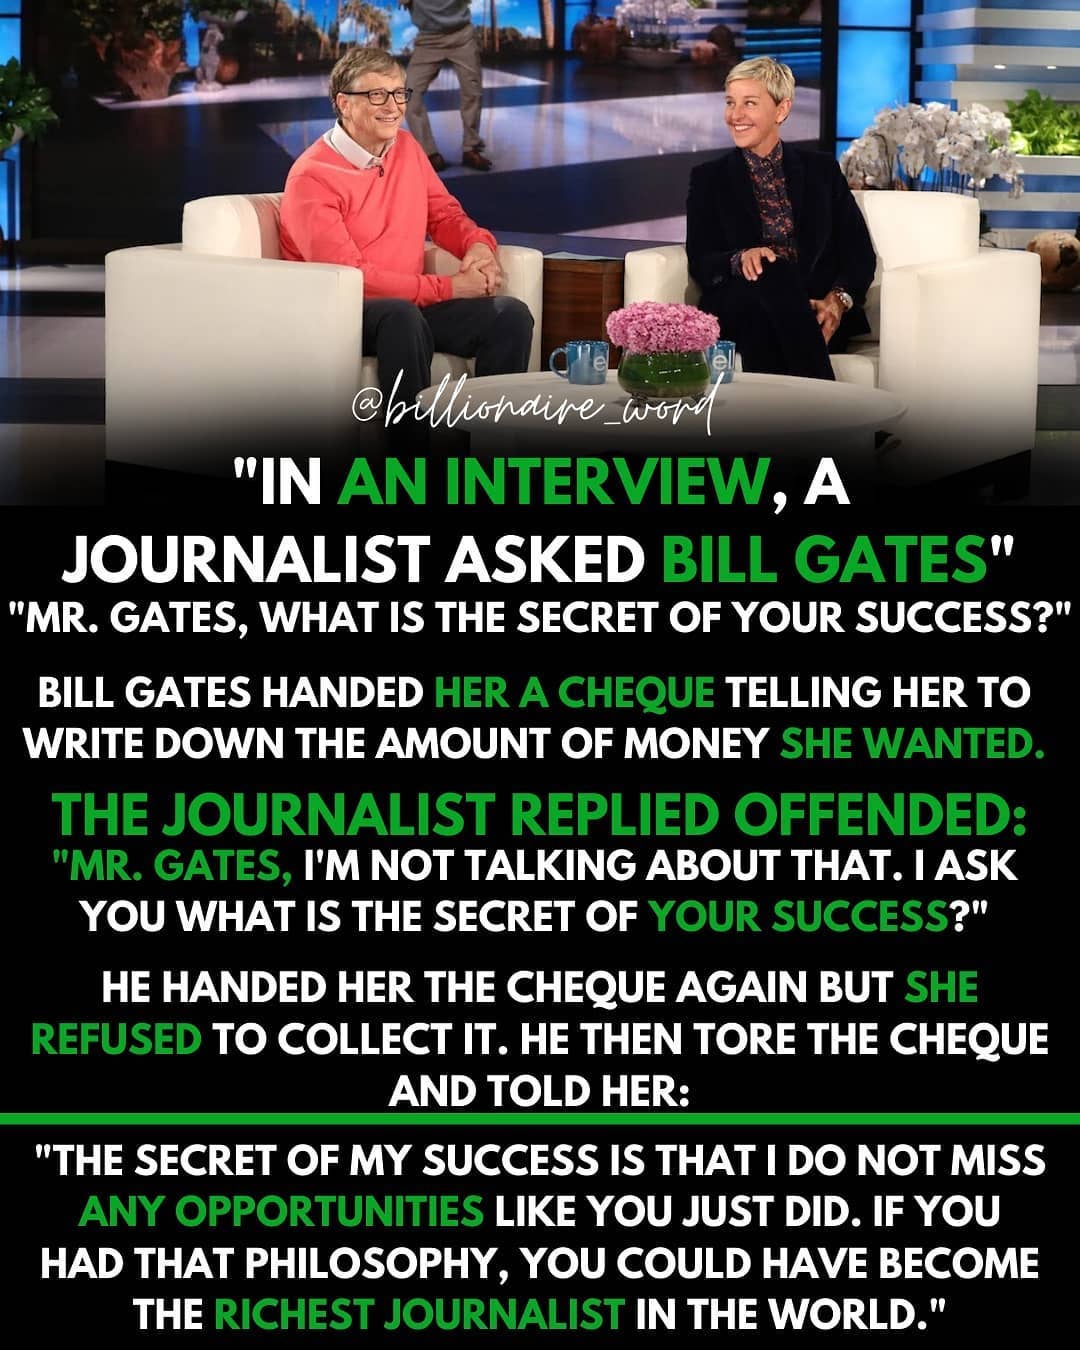 e
el
@billionaire_word
"IN AN INTERVIEW, A
JOURNALIST ASKED BILL GATES"
"MR. GATES, WHAT IS THE SECRET OF YOUR SUCCESS?"
BILL GATES HANDED HER A CHEQUE TELLING HER TO
WRITE DOWN THE AMOUNT OF MONEY SHE WANTED.
THE JOURNALIST REPLIED OFFENDED:
"MR. GATES, I'M NOT TALKING ABOUT THAT. I ASK
YOU WHAT IS THE SECRET OF YOUR SUCCESS?"
HE HANDED HER THE CHEQUE AGAIN BUT SHE
REFUSED TO COLLECT IT. HE THEN TORE THE CHEQUE
AND TOLD HER:
"THE SECRET OF MY SUCCESS IS THAT I DO NOT MISS
ANY OPPORTUNITIES LIKE YOU JUST DID. IF YOU
HAD THAT PHILOSOPHY, YOU COULD HAVE BECOME
THE RICHEST JOURNALIST IN THE WORLD."